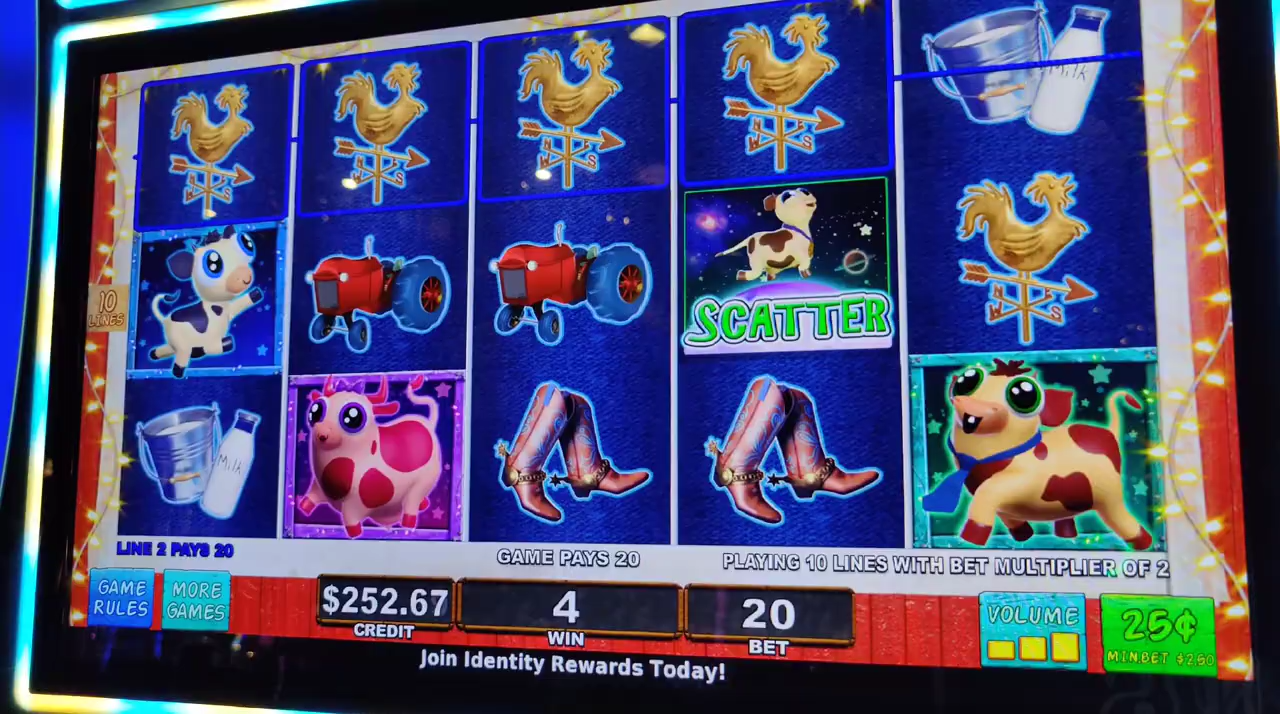 Milk
10
LINES
SCATTER
Milk
LINE 2 PAYS 20
GAME PAYS 20
PLAYING 10 LINES WITH BET MULTIPLIER OF 2
GAME
RULES
MORE
GAMES
$252.67
CREDIT
4
WIN
20
BET
VOLUME
25¢
MIN.BET $2.50
Join Identity Rewards Today!